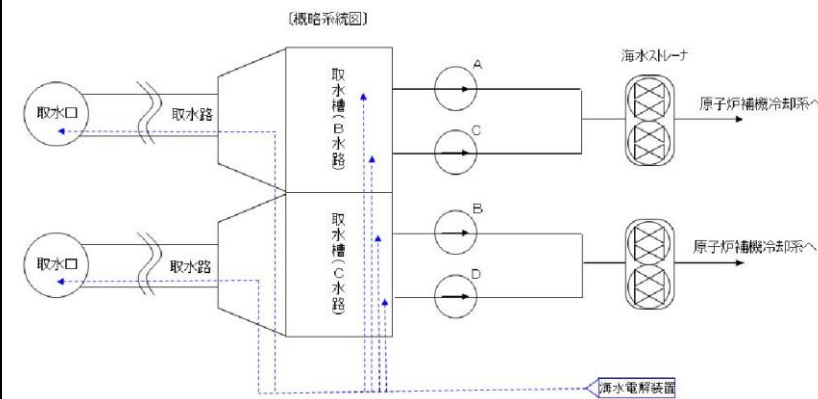 〔概略系統図〕
海水ストレーナ
取水口
取水路
取水槽(B水路)
A
C
原子炉補機冷却系へ
取水口
取水路
取水槽(C水路)
B
D
原子炉補機冷却系へ
海水電解装置